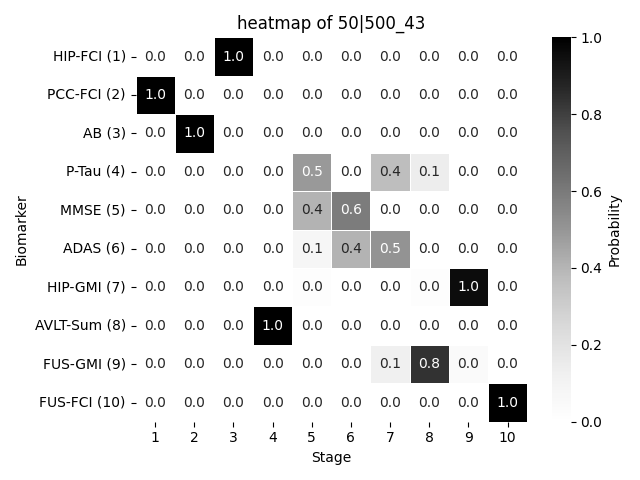 heatmap of 50|500_43
HIP-FCI (1) 0.0 0.0 1.0 0.0 0.0 0.0 0.0 0.0 0.0 0.0
PCC-FCI (2) 1.0 0.0 0.0 0.0 0.0 0.0 0.0 0.0 0.0 0.0
AB (3) 0.0 1.0 0.0 0.0 0.0 0.0 0.0 0.0 0.0 0.0
P-Tau (4) 0.0 0.0 0.0 0.0 0.5 0.0 0.4 0.1 0.0 0.0
MMSE (5) 0.0 0.0 0.0 0.0 0.4 0.6 0.0 0.0 0.0 0.0
ADAS (6) 0.0 0.0 0.0 0.0 0.1 0.4 0.5 0.0 0.0 0.0
HIP-GMI (7) 0.0 0.0 0.0 0.0 0.0 0.0 0.0 0.0 1.0 0.0
AVLT-Sum (8) 0.0 0.0 0.0 1.0 0.0 0.0 0.0 0.0 0.0 0.0
FUS-GMI (9) 0.0 0.0 0.0 0.0 0.0 0.0 0.1 0.8 0.0 0.0
FUS-FCI (10) 0.0 0.0 0.0 0.0 0.0 0.0 0.0 0.0 0.0 1.0
1 2 3 4 5 6 7 8 9 10
Stage
Biomarker
1.0
0.8
0.6
0.4
0.2
0.0
Probability